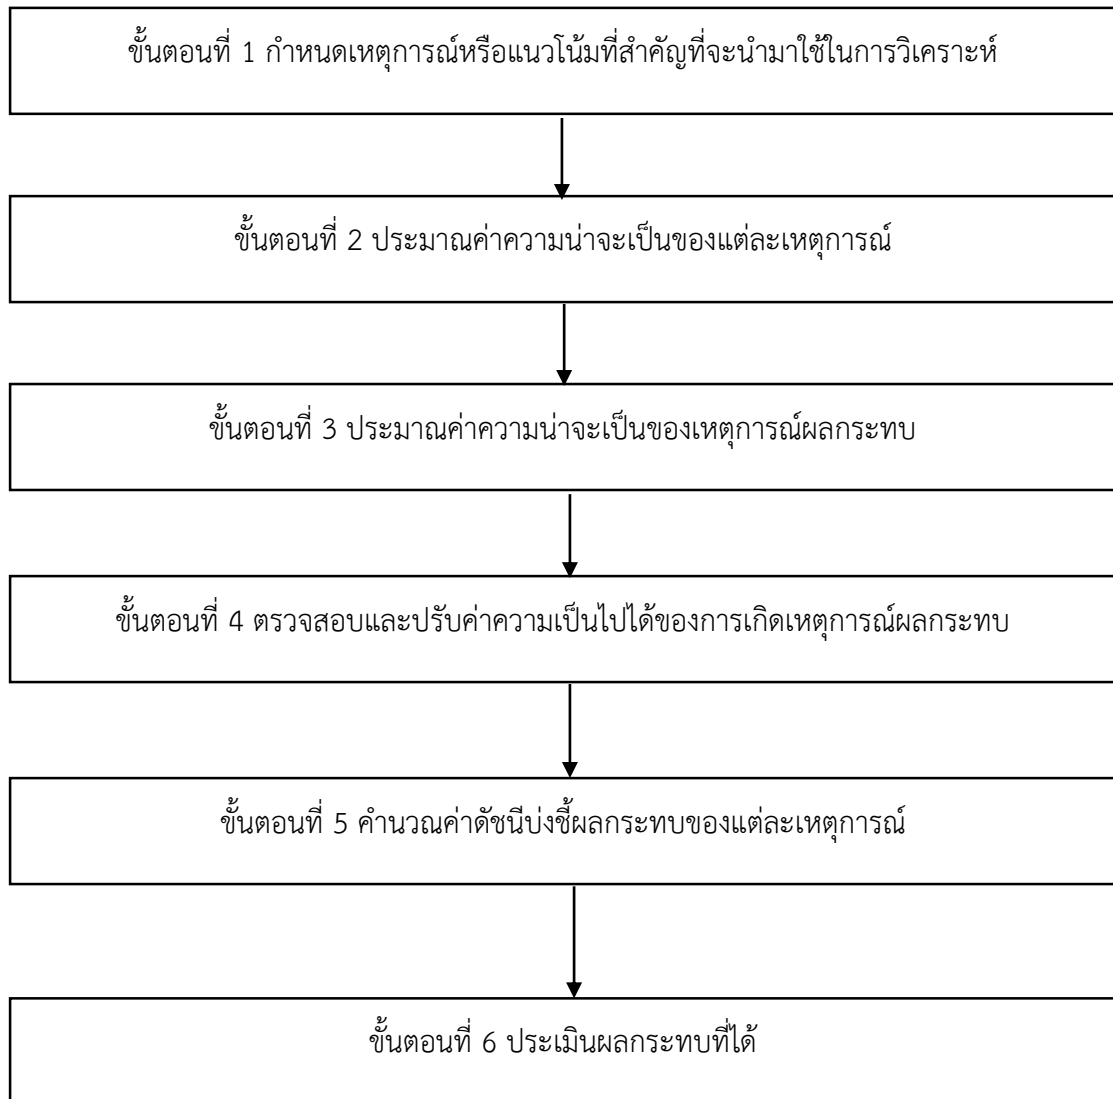 ขั้นตอนที่ 1 กำหนดเหตุการณ์หรือแนวโน้มที่สำคัญที่จะนำมาใช้ในการวิเคราะห์
ขั้นตอนที่ 2 ประมาณค่าความน่าจะเป็นของแต่ละเหตุการณ์
ขั้นตอนที่ 3 ประมาณค่าความน่าจะเป็นของเหตุการณ์ผลกระทบ
ขั้นตอนที่ 4 ตรวจสอบและปรับค่าความเป็นไปได้ของการเกิดเหตุการณ์ผลกระทบ
ขั้นตอนที่ 5 คำนวณค่าดัชนีบ่งชี้ผลกระทบของแต่ละเหตุการณ์
ขั้นตอนที่ 6 ประเมินผลกระทบที่ได้